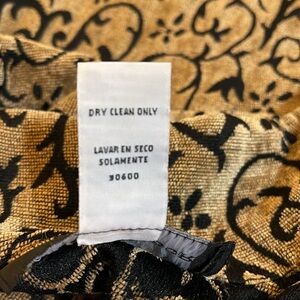 DRY CLEAN ONLY
LAVAR EN SECO
SOLAMENTE
30600